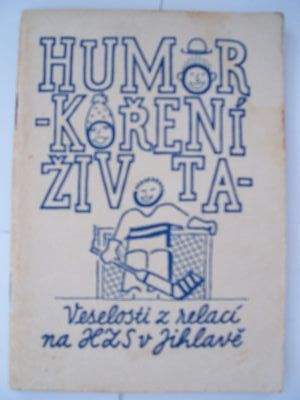 HUMOR
-KOŘENÍ
ŽIVOTA-
Veselosti z relací
na HZS v Jihlavě